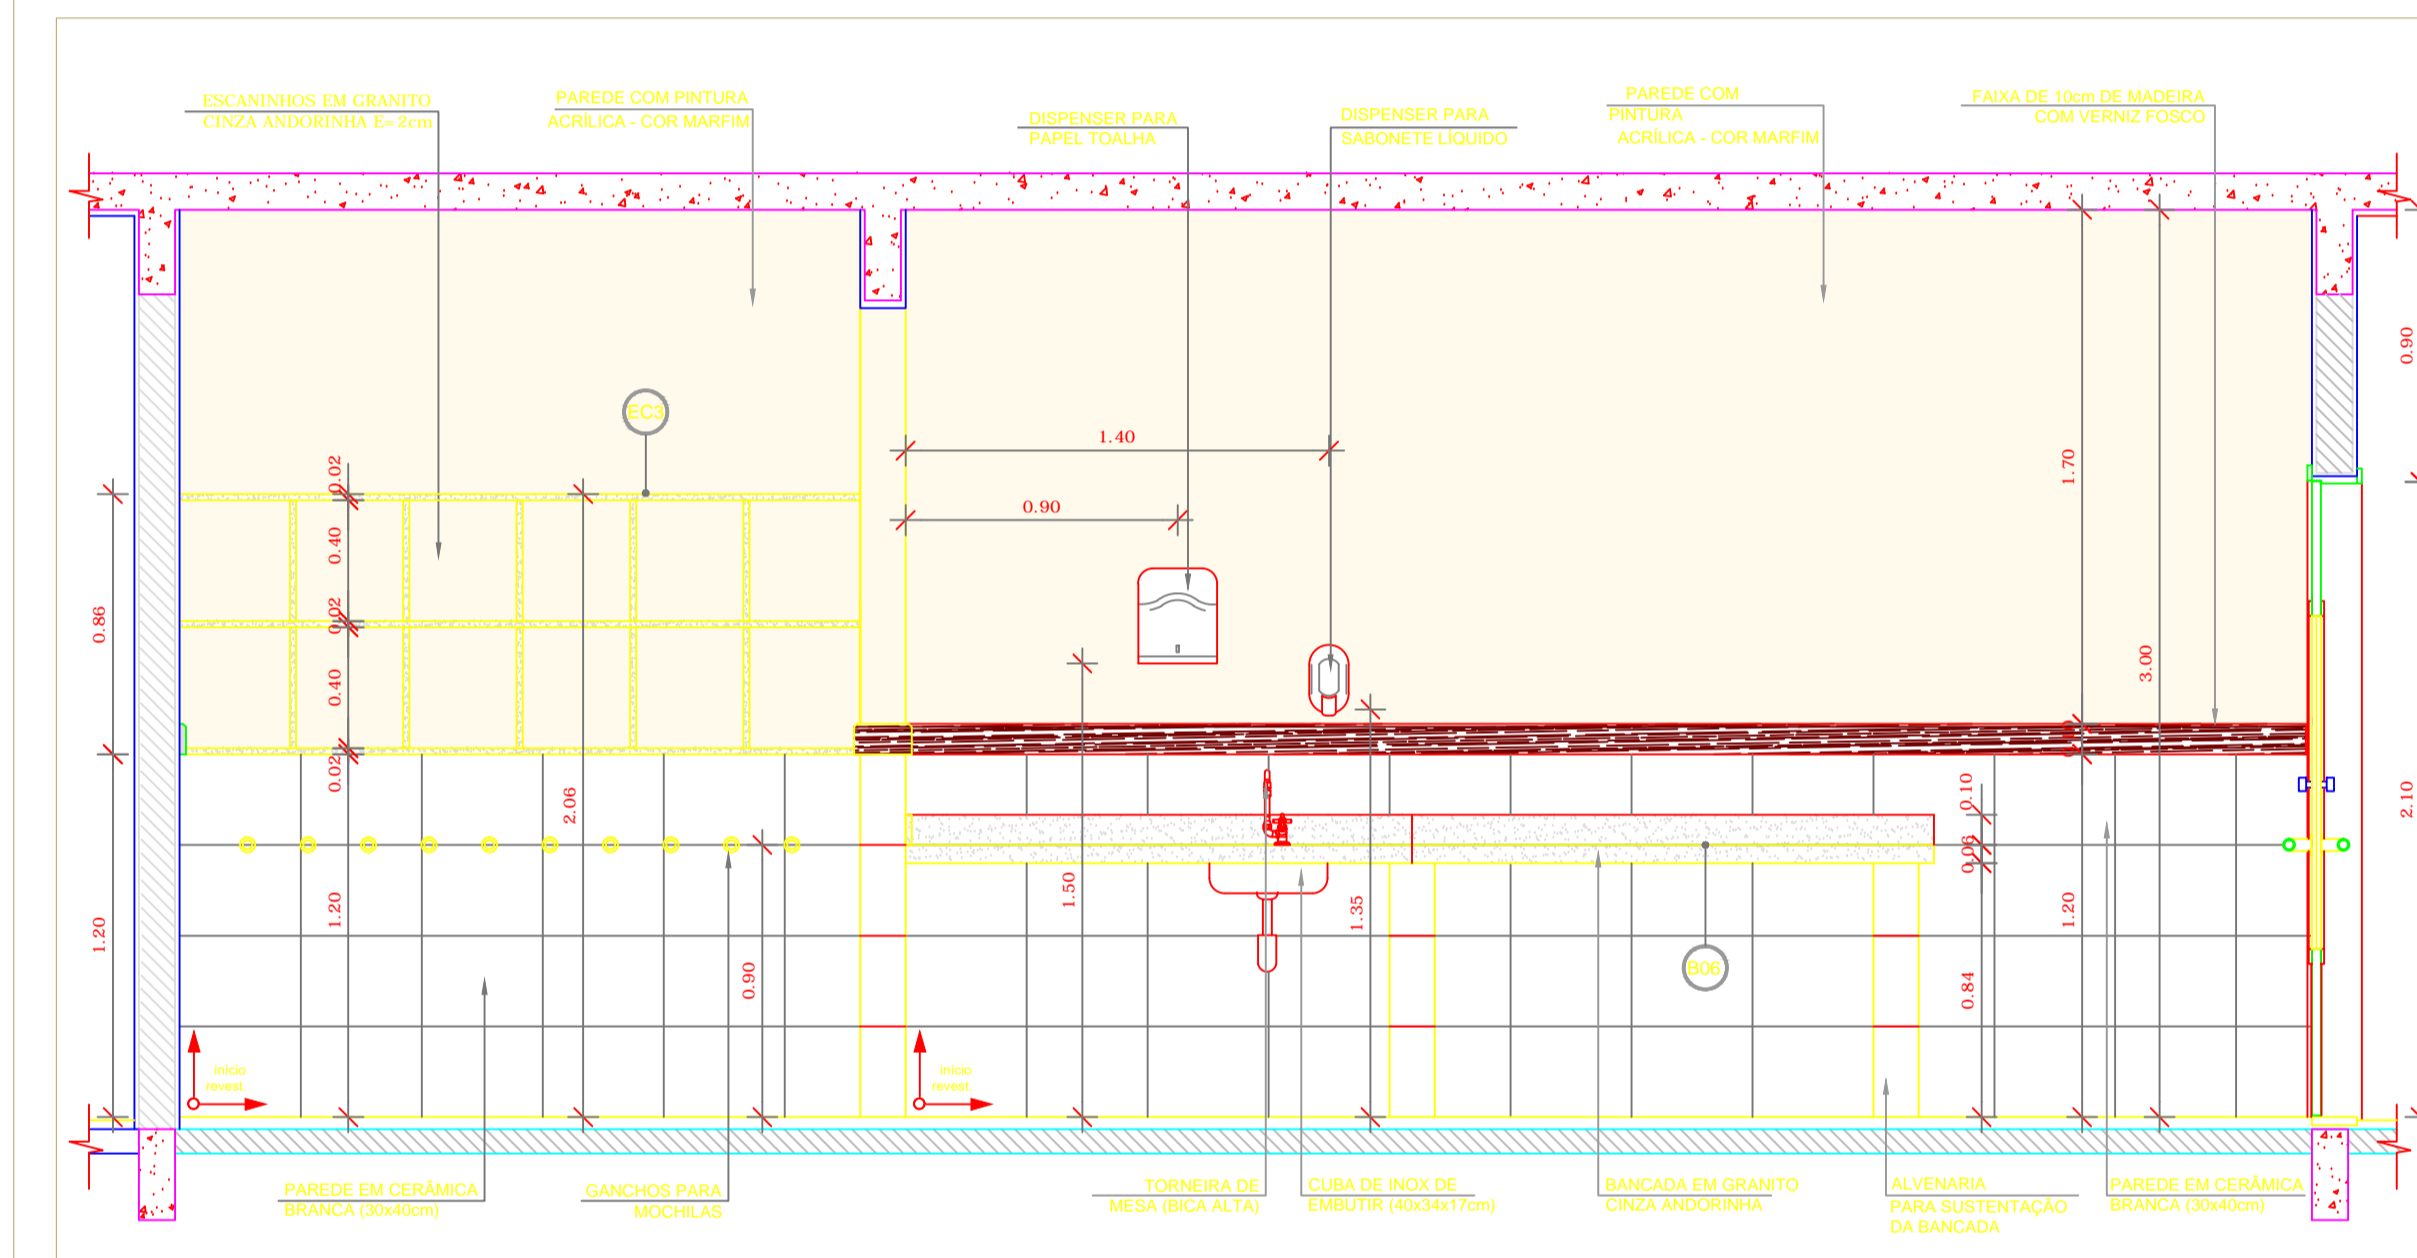 ESCANINHOS EM GRANITO
CINZA ANDORINHA E= 2cm
PAREDE COM PINTURA
ACRÍLICA - COR MARFIM
DISPENSER PARA
PAPEL TOALHA
DISPENSER PARA
SABONETE LÍQUIDO
PAREDE COM
PINTURA
ACRÍLICA - COR MARFIM
FAIXA DE 10cm DE MADEIRA
COM VERNIZ FOSCO
EC3
1.40
0.90
0.02
0.40
0.02
0.40
0.02
1.20
0.86
1.20
2.06
0.90
1.50
1.35
1.70
1.20
3.00
0.10
0.06
0.84
0.90
2.10
B06
início
revest.
início
revest.
PAREDE EM CERÂMICA
BRANCA (30x40cm)
GANCHOS PARA
MOCHILAS
TORNEIRA DE
MESA (BICA ALTA)
CUBA DE INOX DE
EMBUTIR (40x34x17cm)
BANCADA EM GRANITO
CINZA ANDORINHA
ALVENARIA
PARA SUSTENTAÇÃO
DA BANCADA
PAREDE EM CERÂMICA
BRANCA (30x40cm)